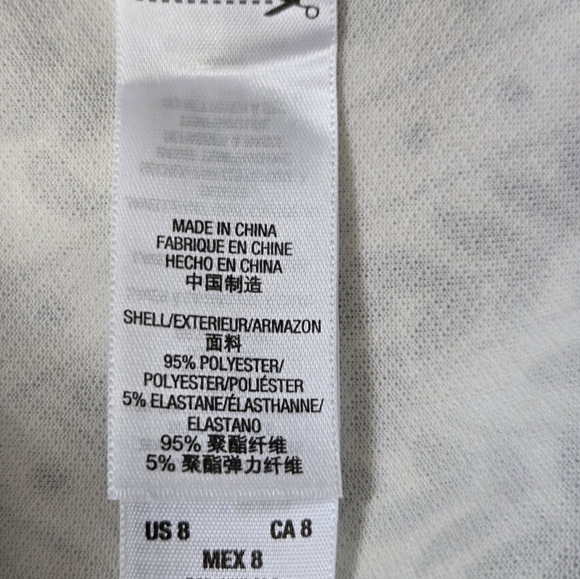 MADE IN CHINA
FABRIQUE EN CHINE
HECHO EN CHINA
中国制造
SHELL/EXTERIEUR/ARMAZON
面料
95% POLYESTER/
POLYESTER/POLIÉSTER
5% ELASTANE/ÉLASTHANNE/
ELASTANO
95% 聚酯纤维
5% 聚酯弹力纤维
US 8 CA 8
MEX 8